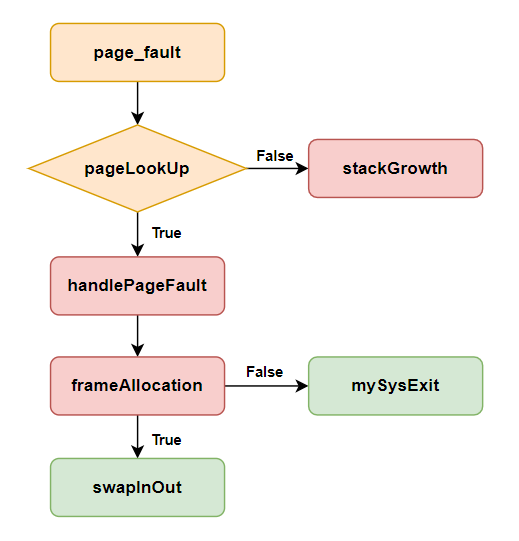 page_fault
pageLookUp
False
stackGrowth
True
handlePageFault
frameAllocation
False
mySysExit
True
swapInOut